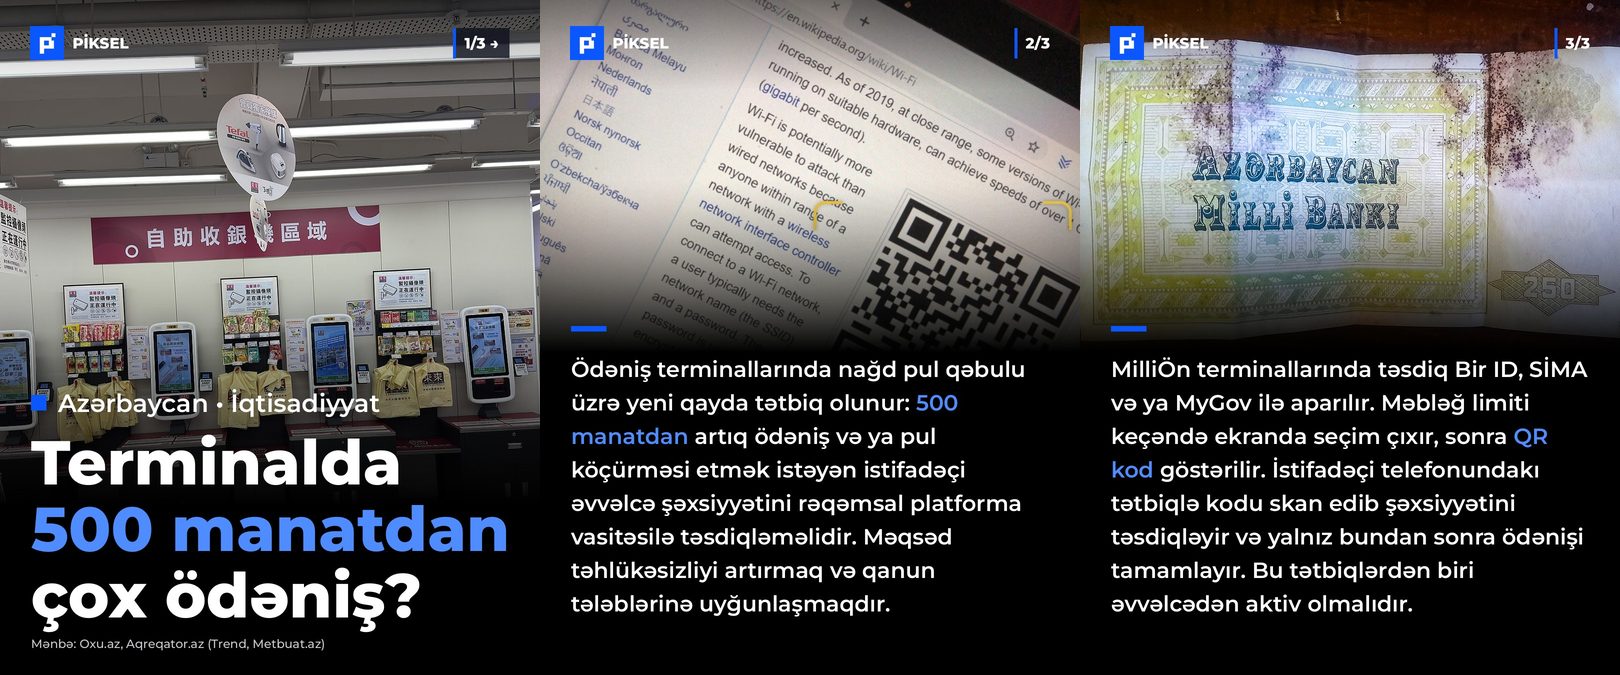 PİKSEL
1/3 →
Tefal
自助收銀機區域
Azərbaycan • İqtisadiyyat
Terminalda
500 manatdan
çox ödəniş?
Mənbə: Oxu.az, Aqreqator.az (Trend, Metbuat.az)
PİKSEL
2/3
https://en.wikipedia.org/wiki/Wi-Fi
Melayu
Монгол
Nederlands
नेपाली
日本語
Norsk nynorsk
Occitan
ଓଡ଼ିଆ
O'zbekcha/ўзбекча
increased. As of 2019, at close range, some versions of Wi-
running on suitable hardware, can achieve speeds of over
(gigabit per second).
Wi-Fi is potentially more
vulnerable to attack than
wired networks because
anyone within range of a
network with a wireless
network interface controller
can attempt access. To
connect to a Wi-Fi network,
a user typically needs the
network name (the SSID)
and a password. The
Ödəniş terminallarında nağd pul qəbulu
üzrə yeni qayda tətbiq olunur: 500
manatdan artıq ödəniş və ya pul
köçürməsi etmək istəyən istifadəçi
əvvəlcə şəxsiyyətini rəqəmsal platforma
vasitəsilə təsdiqləməlidir. Məqsəd
təhlükəsizliyi artırmaq və qanun
tələblərinə uyğunlaşmaqdır.
PİKSEL
3/3
AZƏRBAYCAN
MİLLİ BANKI
250
MilliÖn terminallarında təsdiq Bir ID, SİMA
və ya MyGov ilə aparılır. Məbləğ limiti
keçəndə ekranda seçim çıxır, sonra QR
kod göstərilir. İstifadəçi telefonundakı
tətbiqlə kodu skan edib şəxsiyyətini
təsdiqləyir və yalnız bundan sonra ödənişi
tamamlayır. Bu tətbiqlərdən biri
əvvəlcədən aktiv olmalıdır.